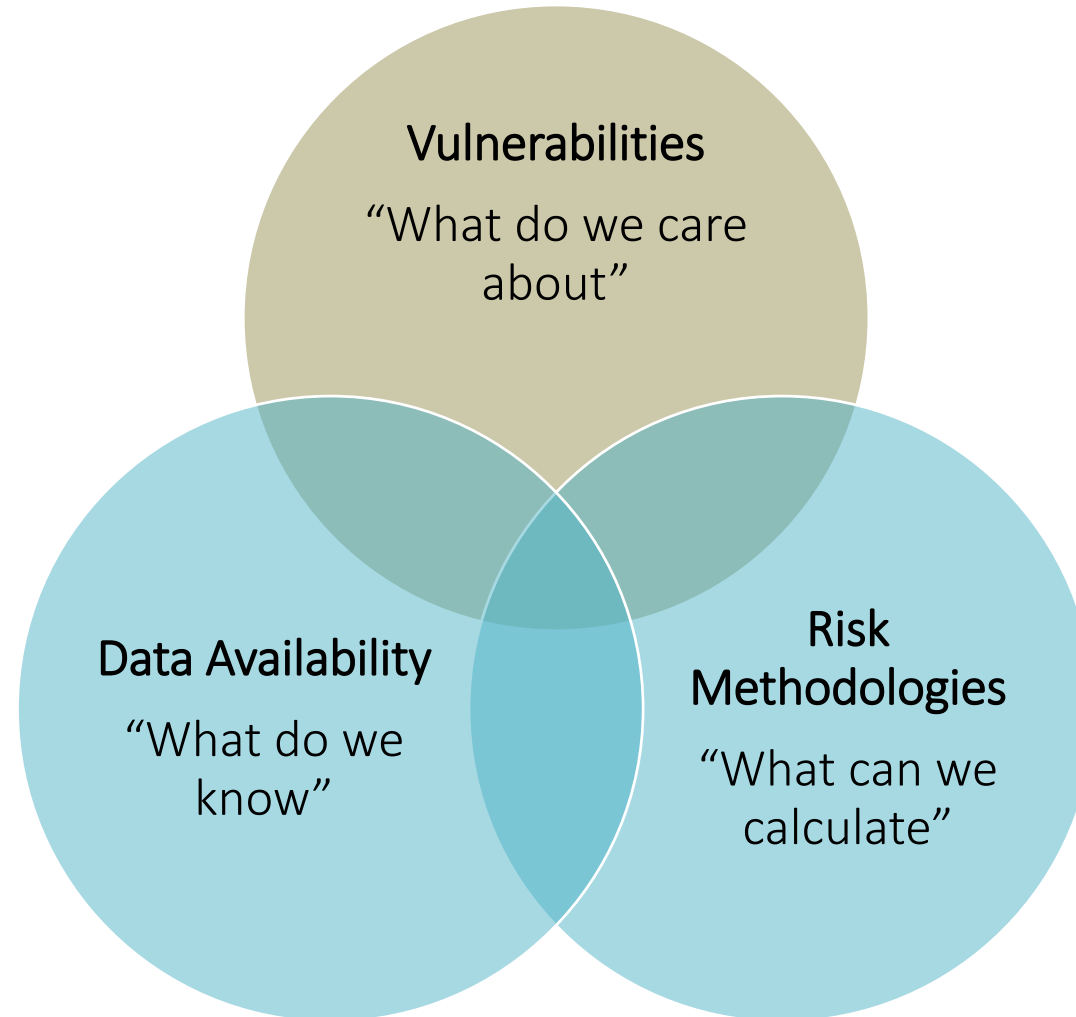 Vulnerabilities
“What do we care
about”
Data Availability
“What do we
know”
Risk
Methodologies
“What can we
calculate”